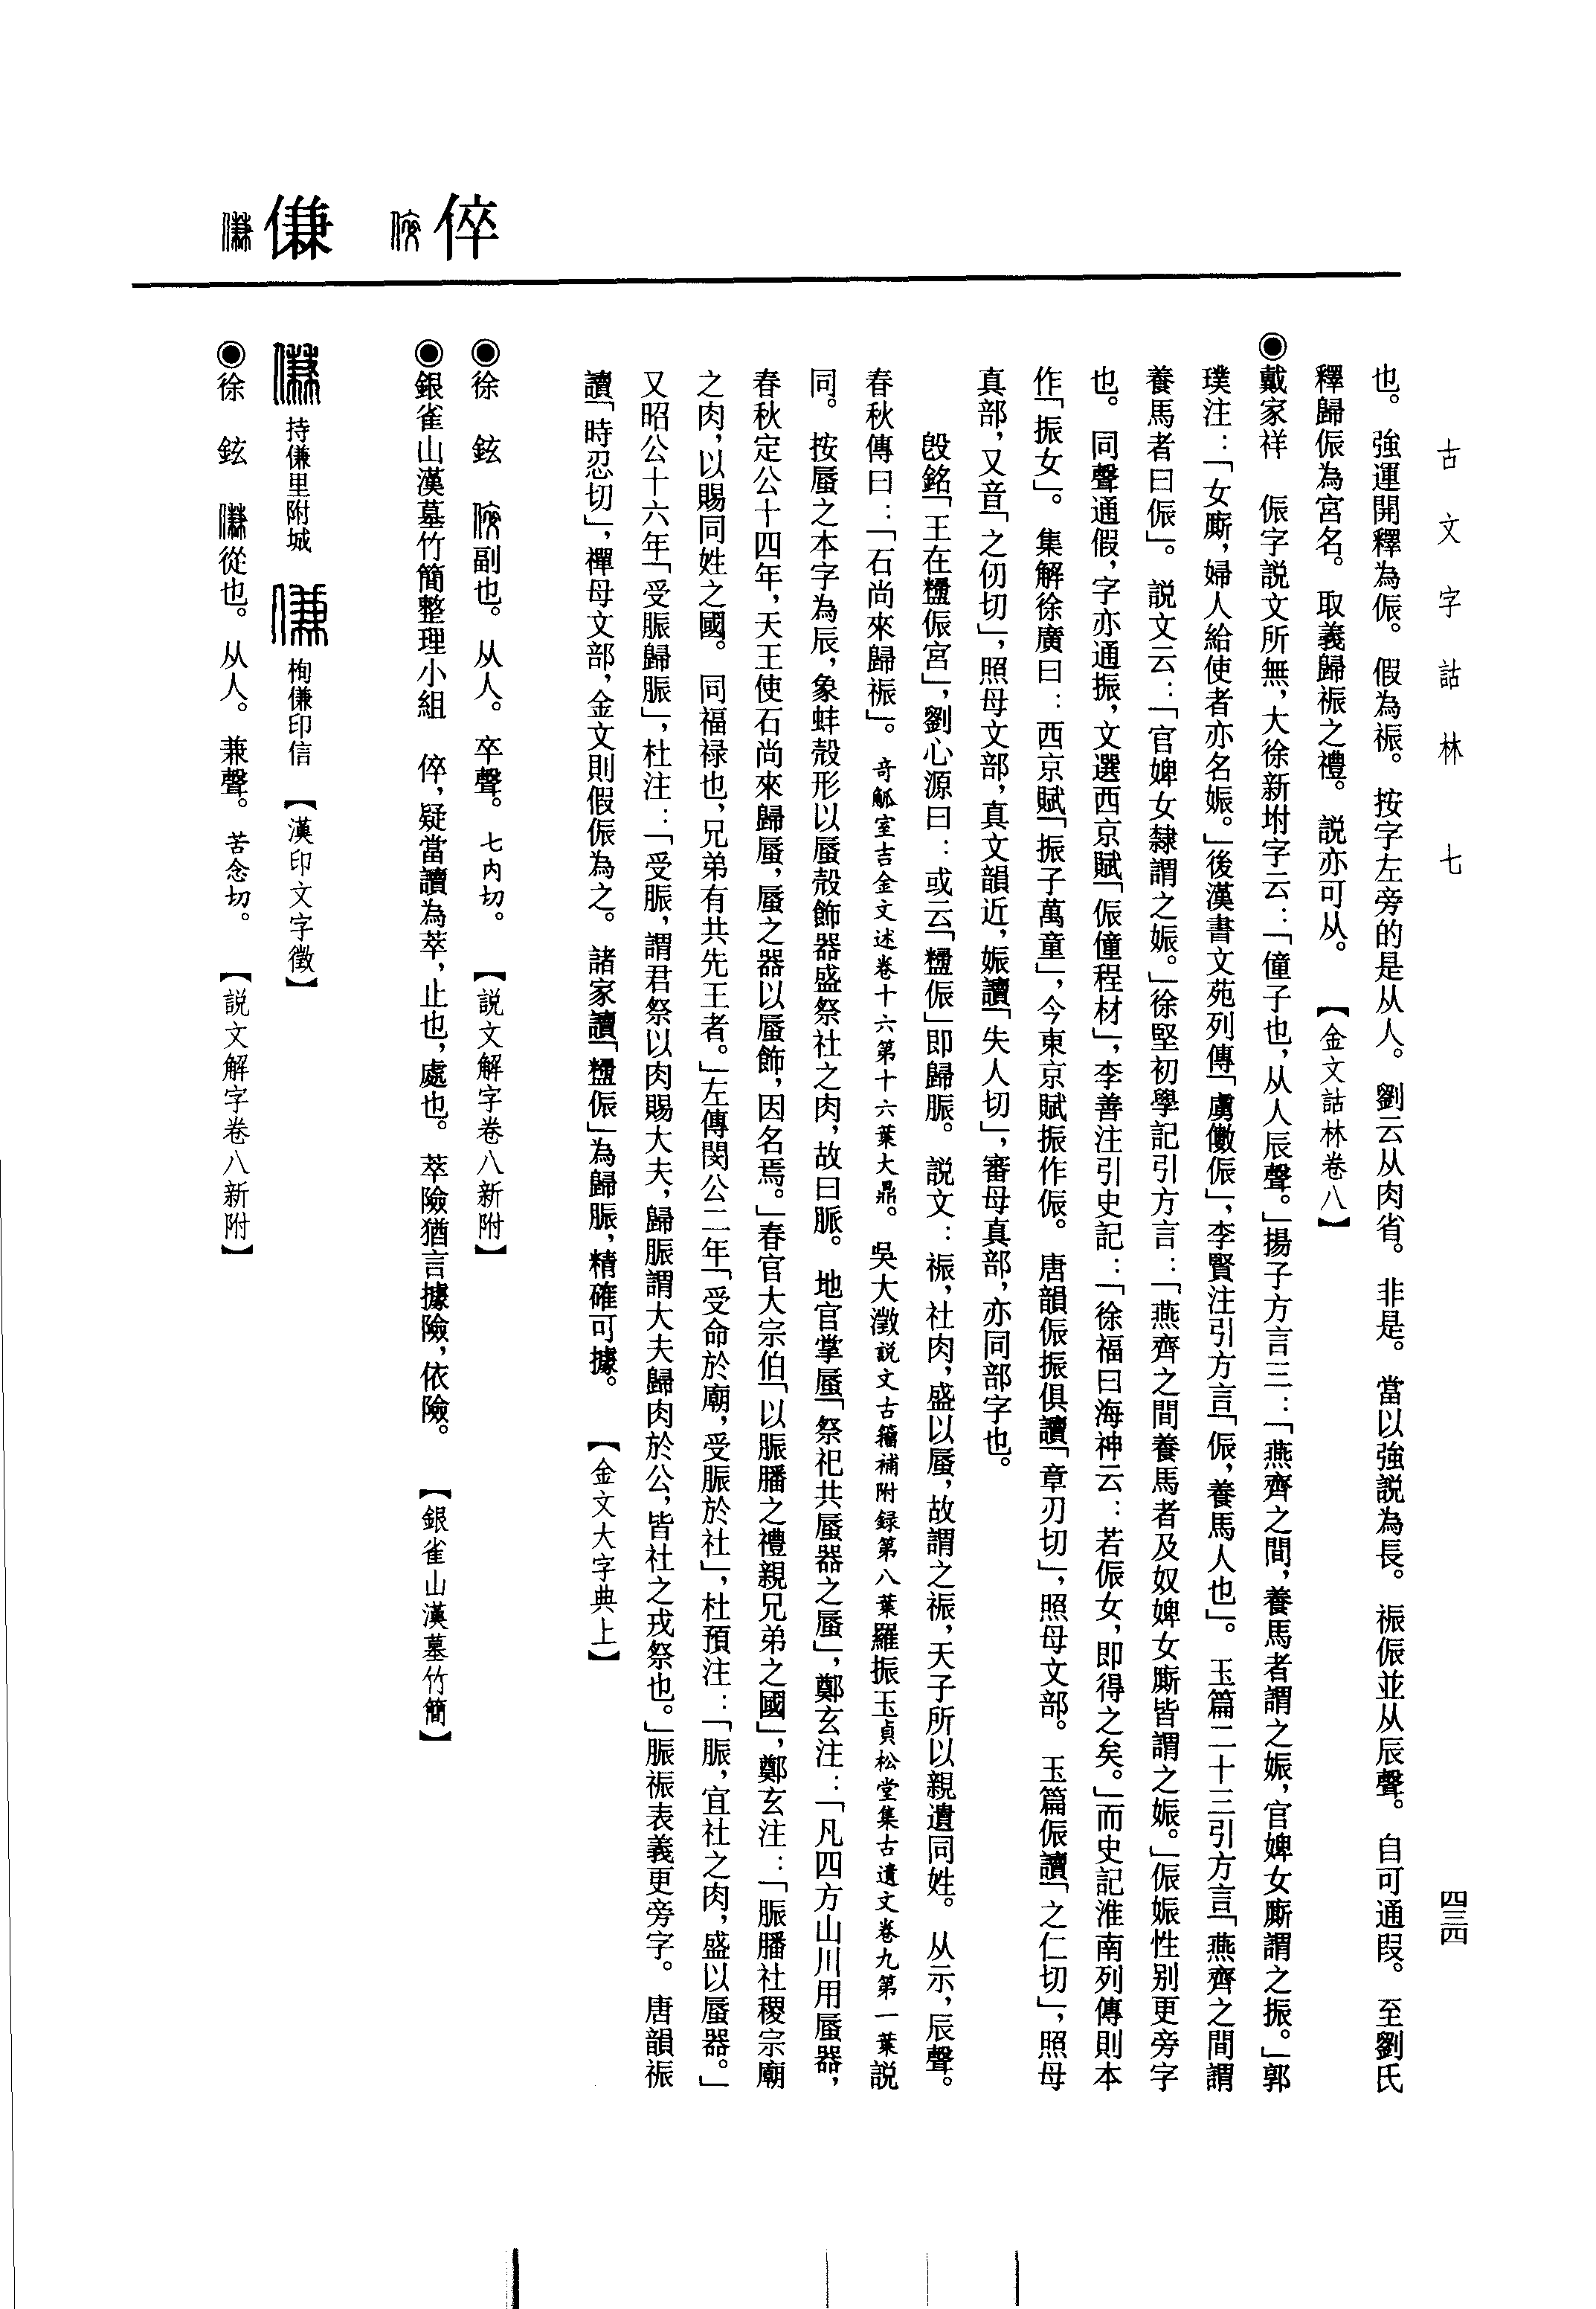 古文字詁林 七
四三四
也。強運開釋為侲。假為祳。按字左旁的是从人。劉云从肉省。非是。當以強説為長。祳侲並从辰聲。自可通叚。至劉氏
釋歸侲為宮名。取義歸祳之禮。説亦可从。 【金文詁林卷八】
◉戴家祥 侲字説文所無，大徐新坿字云：「僮子也，从人辰聲。」揚子方言三：「燕齊之間，養馬者謂之娠，官婢女廝謂之振。」郭
璞注：「女廝，婦人給使者亦名娠。」後漢書文苑列傳「虜儌侲」，李賢注引方言「侲，養馬人也」。玉篇二十三引方言「燕齊之間謂
養馬者曰侲」。説文云：「官婢女隸謂之娠。」徐堅初學記引方言：「燕齊之間養馬者及奴婢女廝皆謂之娠。」侲娠性别更旁字
也。同聲通假，字亦通振，文選西京賦「侲僮程材」，李善注引史記：「徐福曰海神云：若侲女，即得之矣。」而史記淮南列傳則本
作「振女」。集解徐廣曰：西京賦「振子萬童」，今東京賦振作侲。唐韻侲振俱讀「章刃切」，照母文部。玉篇侲讀「之仁切」，照母
真部，又音「之仞切」，照母文部，真文韻近，娠讀「失人切」，審母真部，亦同部字也。
㲃銘「王在䊠侲宮」，劉心源曰：或云「䊠侲」即歸脤。説文：祳，社肉，盛以蜃，故謂之祳，天子所以親遺同姓。从示，辰聲。
春秋傳曰：「石尚來歸祳」。奇觚室吉金文述卷十六第十六葉大鼎。吳大澂説文古籀補附録第八葉羅振玉貞松堂集古遺文卷九第一葉説
同。按蜃之本字為辰，象蚌殻形以蜃殻飾器盛祭社之肉，故曰脈。地官掌蜃「祭祀共蜃器之蜃」，鄭玄注：「凡四方山川用蜃器，
春秋定公十四年，天王使石尚來歸蜃，蜃之器以蜃飾，因名焉。」春官大宗伯「以脤膰之禮親兄弟之國」，鄭玄注：「脤膰社稷宗廟
之肉，以賜同姓之國。同福禄也，兄弟有共先王者。」左傳閔公二年「受命於廟，受脤於社」，杜預注：「脤，宜社之肉，盛以蜃器。」
又昭公十六年「受脤歸脤」，杜注：「受脤，謂君祭以肉賜大夫，歸脤謂大夫歸肉於公，皆社之戎祭也。」脤祳表義更旁字。唐韻祳
讀「時忍切」，禪母文部，金文則假侲為之。諸家讀「䊠侲」為歸脤，精確可據。 【金文大字典上】
倅
◉徐 鉉 副也。从人。卒聲。七内切。 【説文解字卷八新附】
◉銀雀山漢墓竹簡整理小組 倅，疑當讀為萃，止也，處也。萃險猶言據險，依險。 【銀雀山漢墓竹簡】
傔
持傔里附城 栒傔印信 【漢印文字徵】
◉徐 鉉 從也。从人。兼聲。苦念切。 【説文解字卷八新附】